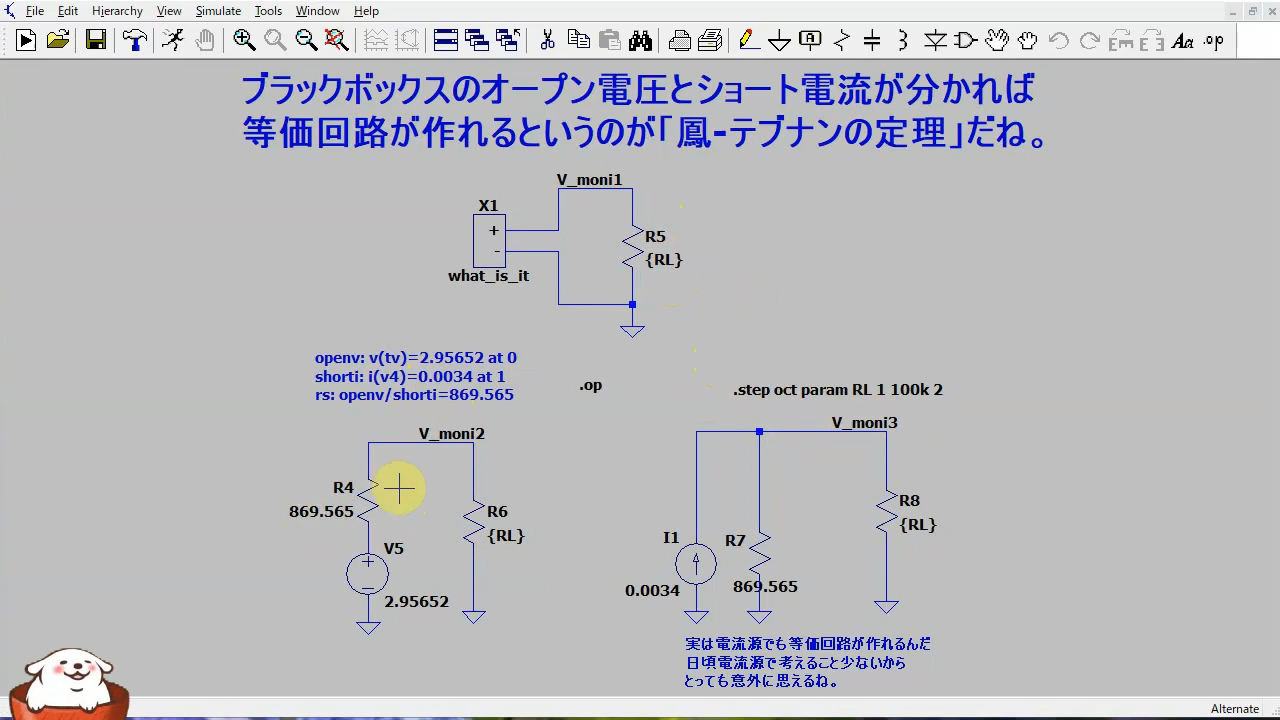 File Edit Hierarchy View Simulate Tools Window Help
.op
ブラックボックスのオープン電圧とショート電流が分かれば
等価回路が作れるというのが「鳳-テブナンの定理」だね。
V_moni1
X1
+
-
what_is_it
R5
{RL}
openv: v(tv)=2.95652 at 0
shorti: i(v4)=0.0034 at 1
rs: openv/shorti=869.565
.op
.step oct param RL 1 100k 2
V_moni2
R4
869.565
R6
{RL}
V5
2.95652
V_moni3
R8
{RL}
I1
0.0034
R7
869.565
実は電流源でも等価回路が作れるんだ
日頃電流源で考えること少ないから
とっても意外に思えるね。
Alternate